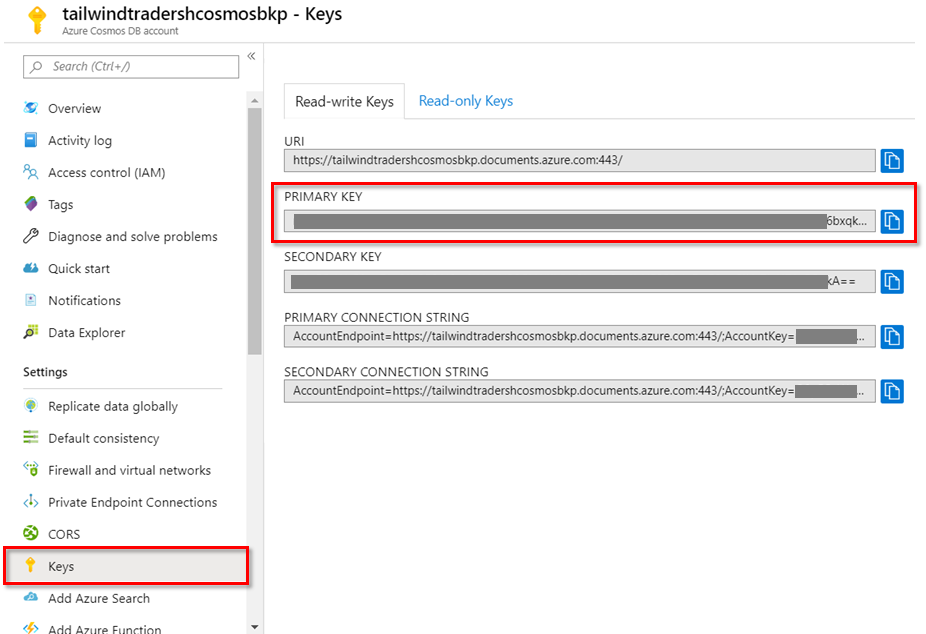 tailwindtradershcosmosbkp - Keys
Azure Cosmos DB account
Search (Ctrl+/)
«
Overview
Activity log
Access control (IAM)
Tags
Diagnose and solve problems
Quick start
Notifications
Data Explorer
Settings
Replicate data globally
Default consistency
Firewall and virtual networks
Private Endpoint Connections
CORS
Keys
Add Azure Search
Add Azure Function
Read-write Keys Read-only Keys
URI
https://tailwindtradershcosmosbkp.documents.azure.com:443/
PRIMARY KEY
6bxqk...
SECONDARY KEY
kA==
PRIMARY CONNECTION STRING
AccountEndpoint=https://tailwindtradershcosmosbkp.documents.azure.com:443/;AccountKey= ...
SECONDARY CONNECTION STRING
AccountEndpoint=https://tailwindtradershcosmosbkp.documents.azure.com:443/;AccountKey= ...